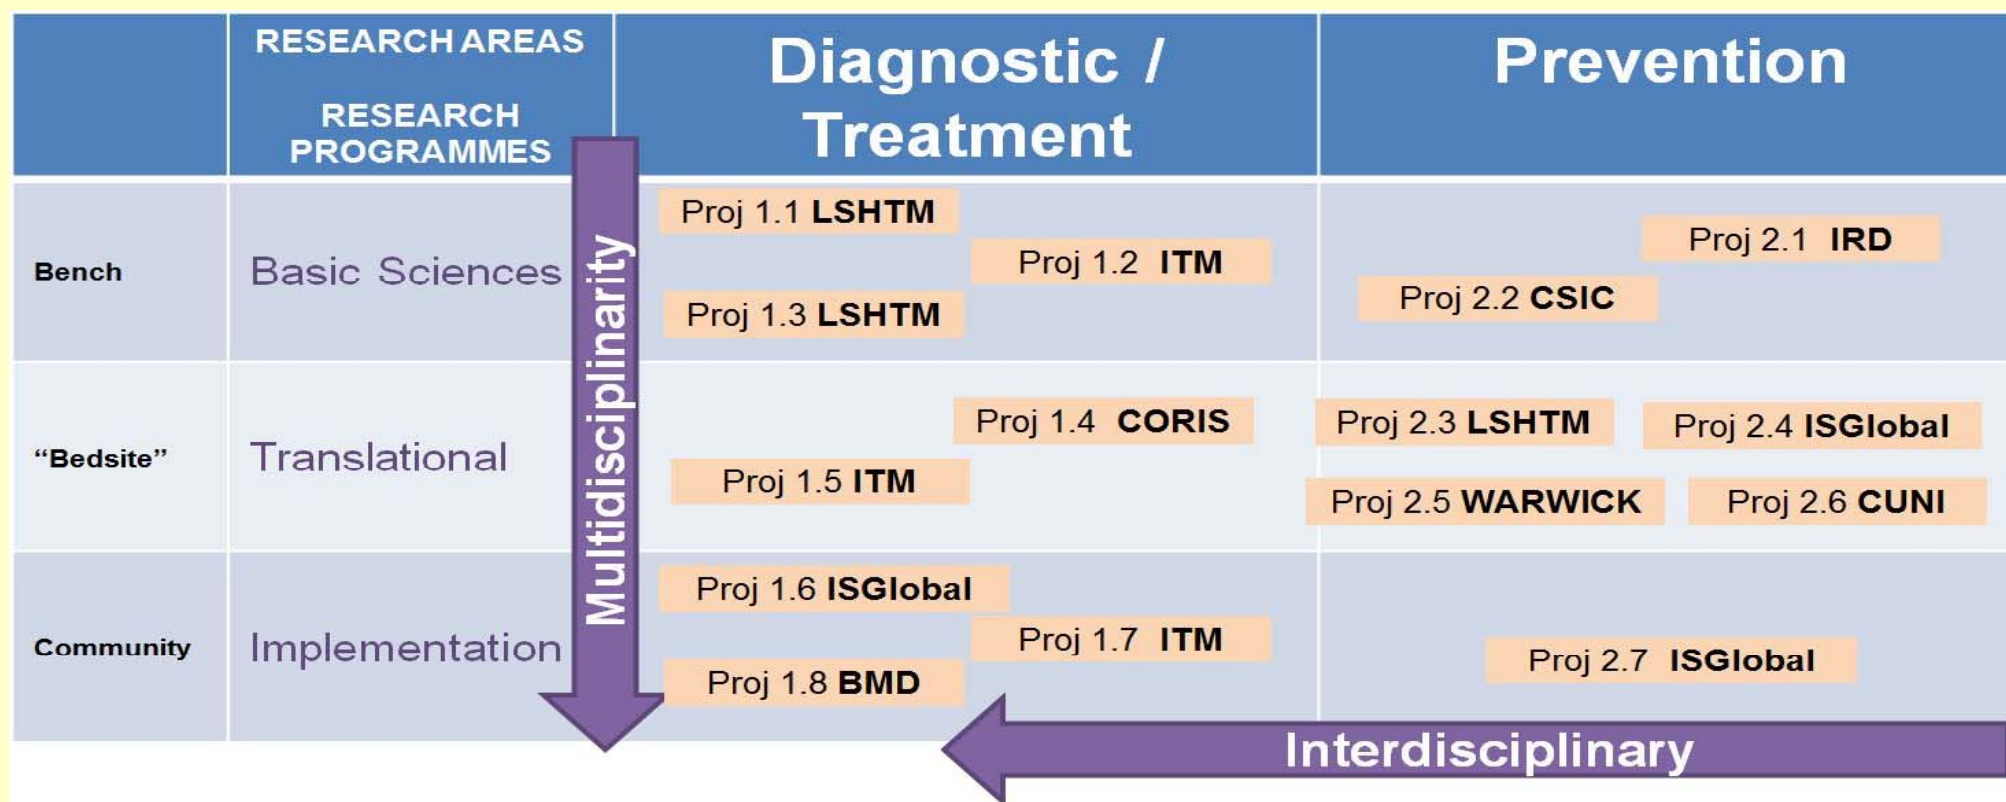 RESEARCH AREAS
RESEARCH
PROGRAMMES
Diagnostic /
Treatment
Prevention
Bench
Basic Sciences
Proj 1.1 LSHTM
Proj 1.2 ITM
Proj 1.3 LSHTM
Proj 2.1 IRD
Proj 2.2 CSIC
“Bedsite”
Translational
Proj 1.4 CORIS
Proj 1.5 ITM
Proj 2.3 LSHTM
Proj 2.4 ISGlobal
Proj 2.5 WARWICK
Proj 2.6 CUNI
Community
Implementation
Proj 1.6 ISGlobal
Proj 1.7 ITM
Proj 1.8 BMD
Proj 2.7 ISGlobal
Multidisciplinarity
Interdisciplinary